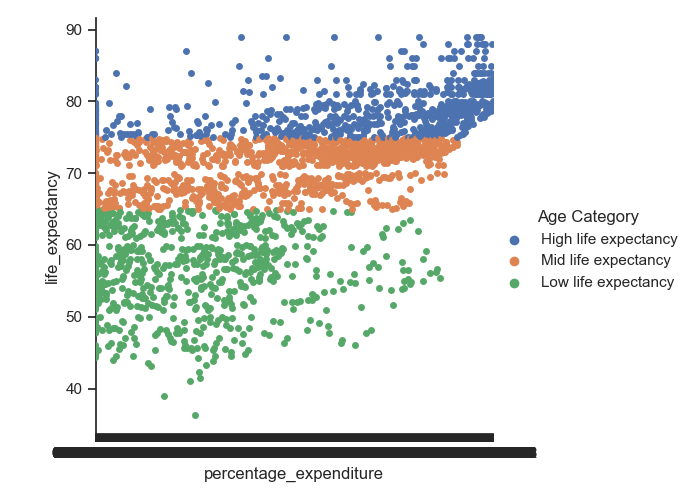 90
80
70
60
50
40
life_expectancy
percentage_expenditure
Age Category
High life expectancy
Mid life expectancy
Low life expectancy